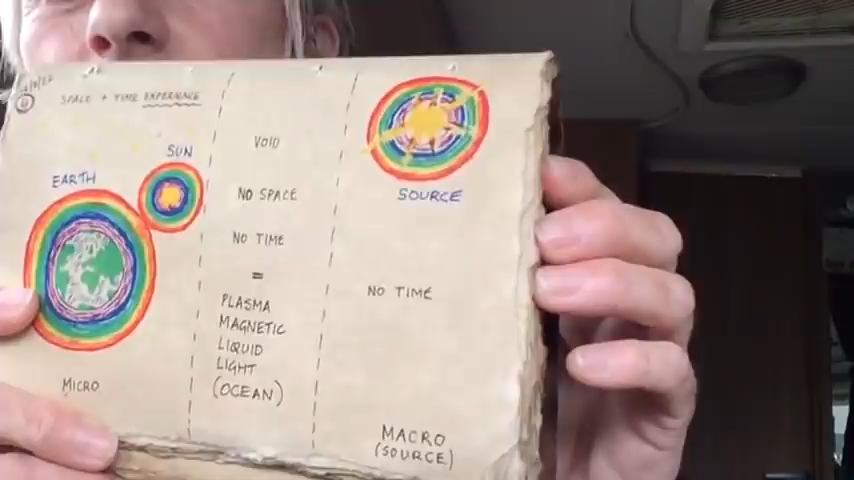 SPACE + TIME EXPERIENCE
EARTH
SUN
MICRO
VOID
NO SPACE
NO TIME
=
PLASMA
MAGNETIC
LIQUID
LIGHT
(OCEAN)
SOURCE
NO TIME
MACRO
(SOURCE)